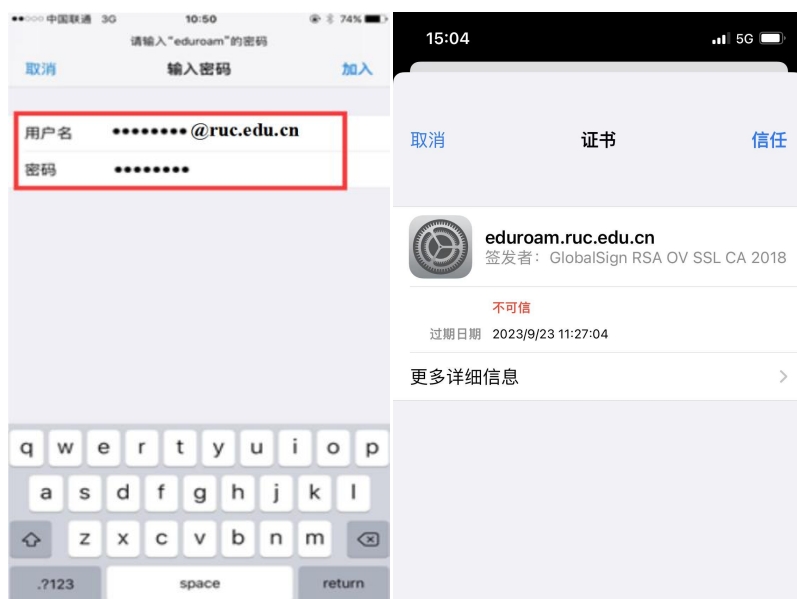 中国联通 3G 10:50 74%
请输入"eduroam"的密码
取消 输入密码 加入
用户名 ●●●●●●●● @ruc.edu.cn
密码 ●●●●●●●●
q w e r t y u i o p
a s d f g h j k l
z x c v b n m
.?123 space return
15:04 5G
取消 证书 信任
eduroam.ruc.edu.cn
签发者：GlobalSign RSA OV SSL CA 2018
不可信
过期日期 2023/9/23 11:27:04
更多详细信息